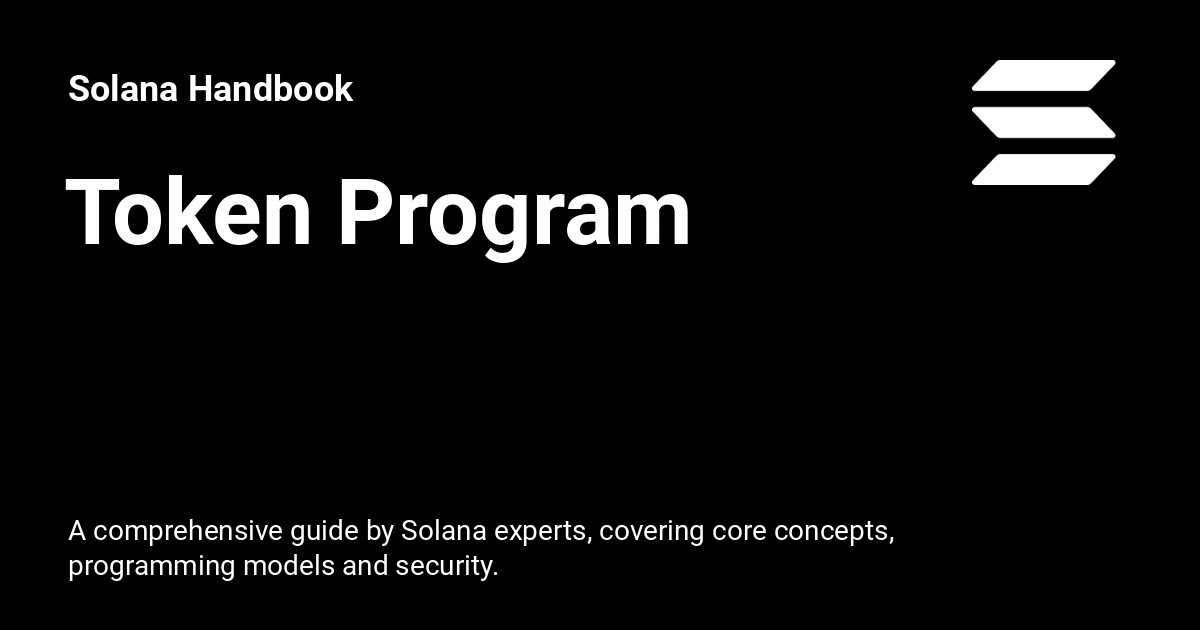 Solana Handbook
Token Program
A comprehensive guide by Solana experts, covering core concepts,
programming models and security.